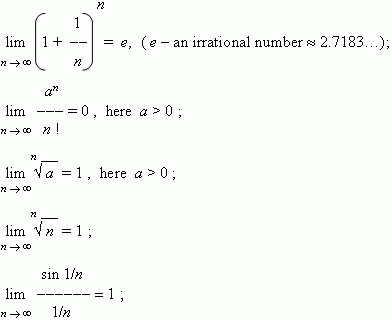 lim n→∞ (1 + 1/n)^n = e, ( e – an irrational number ≈ 2.7183…);
lim n→∞ a^n/n ! = 0 , here a > 0 ;
lim n→∞ ⁿ√a = 1 , here a > 0 ;
lim n→∞ ⁿ√n = 1 ;
lim n→∞ sin 1/n / 1/n = 1 ;